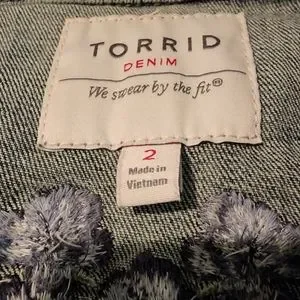 TORRID
DENIM
We swear by the fit®
2
Made in
Vietnam